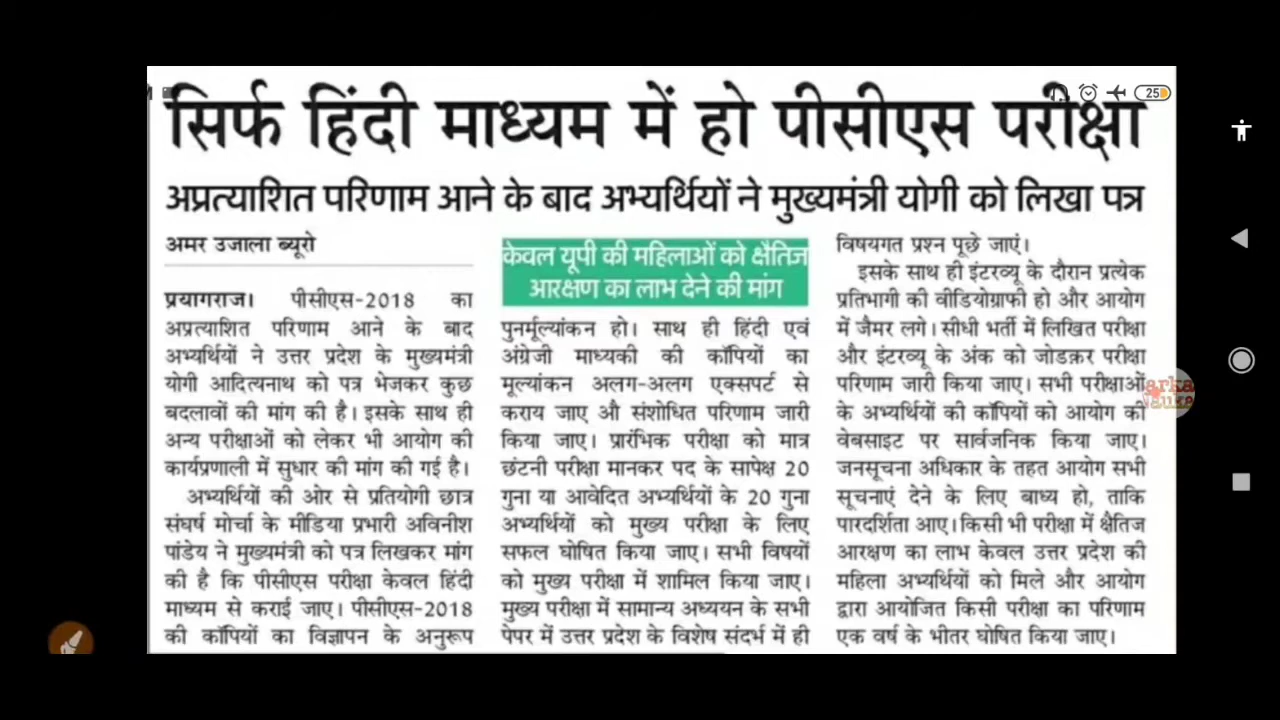 सिर्फ हिंदी माध्यम में हो पीसीएस परीक्षा
अप्रत्याशित परिणाम आने के बाद अभ्यर्थियों ने मुख्यमंत्री योगी को लिखा पत्र
अमर उजाला ब्यूरो
प्रयागराज। पीसीएस-2018 का
अप्रत्याशित परिणाम आने के बाद
अभ्यर्थियों ने उत्तर प्रदेश के मुख्यमंत्री
योगी आदित्यनाथ को पत्र भेजकर कुछ
बदलावों की मांग की है। इसके साथ ही
अन्य परीक्षाओं को लेकर भी आयोग की
कार्यप्रणाली में सुधार की मांग की गई है।
अभ्यर्थियों की ओर से प्रतियोगी छात्र
संघर्ष मोर्चा के मीडिया प्रभारी अविनीश
पांडेय ने मुख्यमंत्री को पत्र लिखकर मांग
की है कि पीसीएस परीक्षा केवल हिंदी
माध्यम से कराई जाए। पीसीएस-2018
की कॉपियों का विज्ञापन के अनुरूप
केवल यूपी की महिलाओं को क्षैतिज
आरक्षण का लाभ देने की मांग
पुनर्मूल्यांकन हो। साथ ही हिंदी एवं
अंग्रेजी माध्यकी की कॉपियों का
मूल्यांकन अलग-अलग एक्सपर्ट से
कराय जाए औ संशोधित परिणाम जारी
किया जाए। प्रारंभिक परीक्षा को मात्र
छंटनी परीक्षा मानकर पद के सापेक्ष 20
गुना या आवेदित अभ्यर्थियों के 20 गुना
अभ्यर्थियों को मुख्य परीक्षा के लिए
सफल घोषित किया जाए। सभी विषयों
को मुख्य परीक्षा में शामिल किया जाए।
मुख्य परीक्षा में सामान्य अध्ययन के सभी
पेपर में उत्तर प्रदेश के विशेष संदर्भ में ही
विषयगत प्रश्न पूछे जाएं।
इसके साथ ही इंटरव्यू के दौरान प्रत्येक
प्रतिभागी की वीडियोग्राफी हो और आयोग
में जैमर लगे। सीधी भर्ती में लिखित परीक्षा
और इंटरव्यू के अंक को जोडक़र परीक्षा
परिणाम जारी किया जाए। सभी परीक्षाओं
के अभ्यर्थियों की कॉपियों को आयोग की
वेबसाइट पर सार्वजनिक किया जाए।
जनसूचना अधिकार के तहत आयोग सभी
सूचनाएं देने के लिए बाध्य हो, ताकि
पारदर्शिता आए। किसी भी परीक्षा में क्षैतिज
आरक्षण का लाभ केवल उत्तर प्रदेश की
महिला अभ्यर्थियों को मिले और आयोग
द्वारा आयोजित किसी परीक्षा का परिणाम
एक वर्ष के भीतर घोषित किया जाए।
25